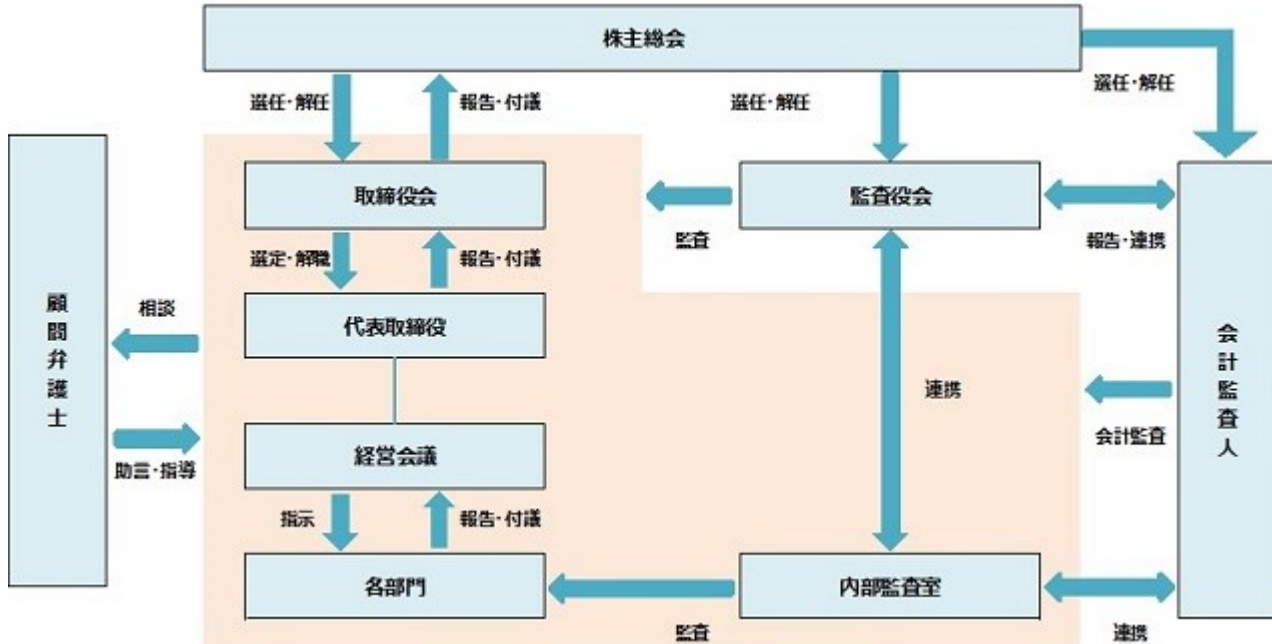 株主総会
選任・解任
報告・付議
選任・解任
選任・解任
取締役会
監査役会
監査
報告・連携
選定・解職
報告・付議
顧問弁護士
相談
代表取締役
会計監査人
連携
会計監査
助言・指導
経営会議
指示
報告・付議
各部門
内部監査室
監査
連携